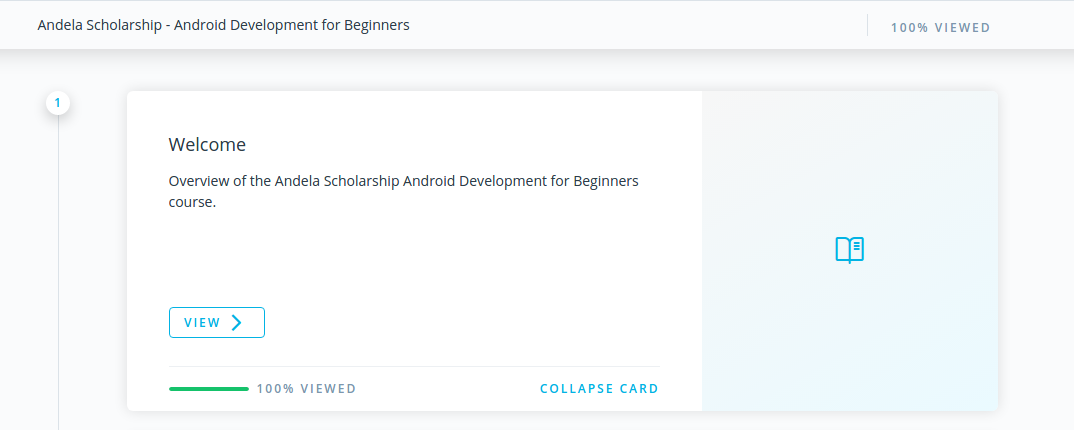 Andela Scholarship - Android Development for Beginners
100% VIEWED
1
Welcome
Overview of the Andela Scholarship Android Development for Beginners
course.
VIEW
100% VIEWED
COLLAPSE CARD